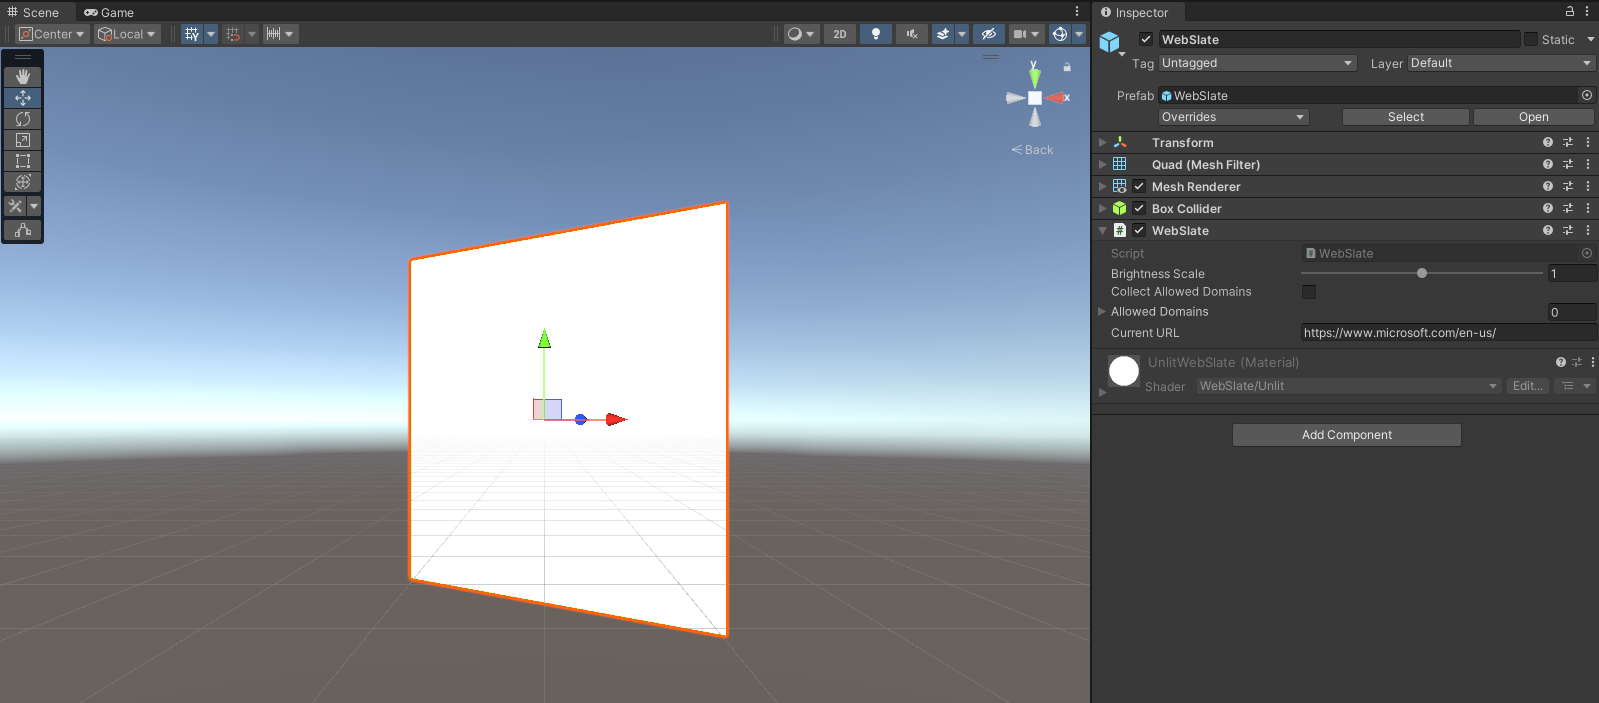 Scene
Game
Center
Local
2D
y
x
Back
Inspector
WebSlate
Static
Tag
Untagged
Layer
Default
Prefab
WebSlate
Overrides
Select
Open
Transform
Quad (Mesh Filter)
Mesh Renderer
Box Collider
# WebSlate
Script
WebSlate
Brightness Scale
1
Collect Allowed Domains
Allowed Domains
0
Current URL
https://www.microsoft.com/en-us/
UnlitWebSlate (Material)
Shader
WebSlate/Unlit
Edit...
Add Component